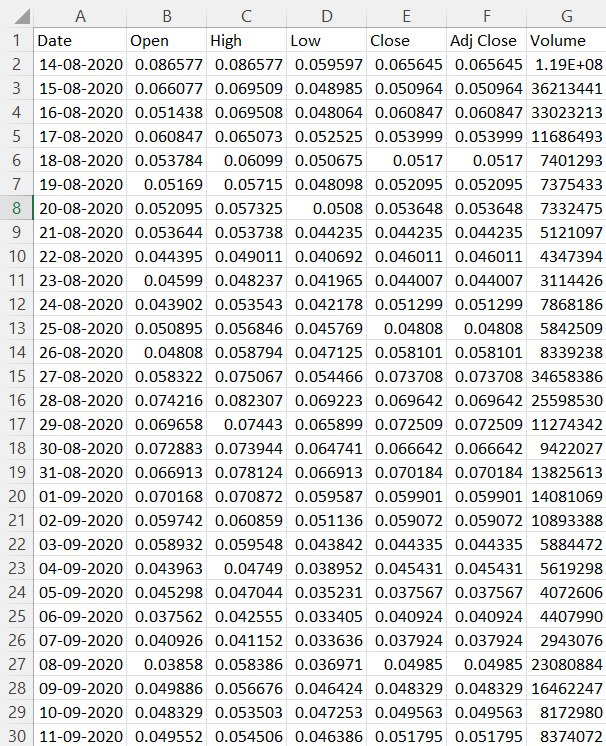 A B C D E F G
1 Date Open High Low Close Adj Close Volume
2 14-08-2020 0.086577 0.086577 0.059597 0.065645 0.065645 1.19E+08
3 15-08-2020 0.066077 0.069509 0.048985 0.050964 0.050964 36213441
4 16-08-2020 0.051438 0.069508 0.048064 0.060847 0.060847 33023213
5 17-08-2020 0.060847 0.065073 0.052525 0.053999 0.053999 11686493
6 18-08-2020 0.053784 0.06099 0.050675 0.0517 0.0517 7401293
7 19-08-2020 0.05169 0.05715 0.048098 0.052095 0.052095 7375433
8 20-08-2020 0.052095 0.057325 0.0508 0.053648 0.053648 7332475
9 21-08-2020 0.053644 0.053738 0.044235 0.044235 0.044235 5121097
10 22-08-2020 0.044395 0.049011 0.040692 0.046011 0.046011 4347394
11 23-08-2020 0.04599 0.048237 0.041965 0.044007 0.044007 3114426
12 24-08-2020 0.043902 0.053543 0.042178 0.051299 0.051299 7868186
13 25-08-2020 0.050895 0.056846 0.045769 0.04808 0.04808 5842509
14 26-08-2020 0.04808 0.058794 0.047125 0.058101 0.058101 8339238
15 27-08-2020 0.058322 0.075067 0.054466 0.073708 0.073708 34658386
16 28-08-2020 0.074216 0.082307 0.069223 0.069642 0.069642 25598530
17 29-08-2020 0.069658 0.07443 0.065899 0.072509 0.072509 11274342
18 30-08-2020 0.072883 0.073944 0.064741 0.066642 0.066642 9422027
19 31-08-2020 0.066913 0.078124 0.066913 0.070184 0.070184 13825613
20 01-09-2020 0.070168 0.070872 0.059587 0.059901 0.059901 14081069
21 02-09-2020 0.059742 0.060859 0.051136 0.059072 0.059072 10893388
22 03-09-2020 0.058932 0.059548 0.043842 0.044335 0.044335 5884472
23 04-09-2020 0.043963 0.04749 0.038952 0.045431 0.045431 5619298
24 05-09-2020 0.045298 0.047044 0.035231 0.037567 0.037567 4072606
25 06-09-2020 0.037562 0.042555 0.033405 0.040924 0.040924 4407990
26 07-09-2020 0.040926 0.041152 0.033636 0.037924 0.037924 2943076
27 08-09-2020 0.03858 0.058386 0.036971 0.04985 0.04985 23080884
28 09-09-2020 0.049886 0.056676 0.046424 0.048329 0.048329 16462247
29 10-09-2020 0.048329 0.053503 0.047253 0.049563 0.049563 8172980
30 11-09-2020 0.049552 0.054506 0.046386 0.051795 0.051795 8374072